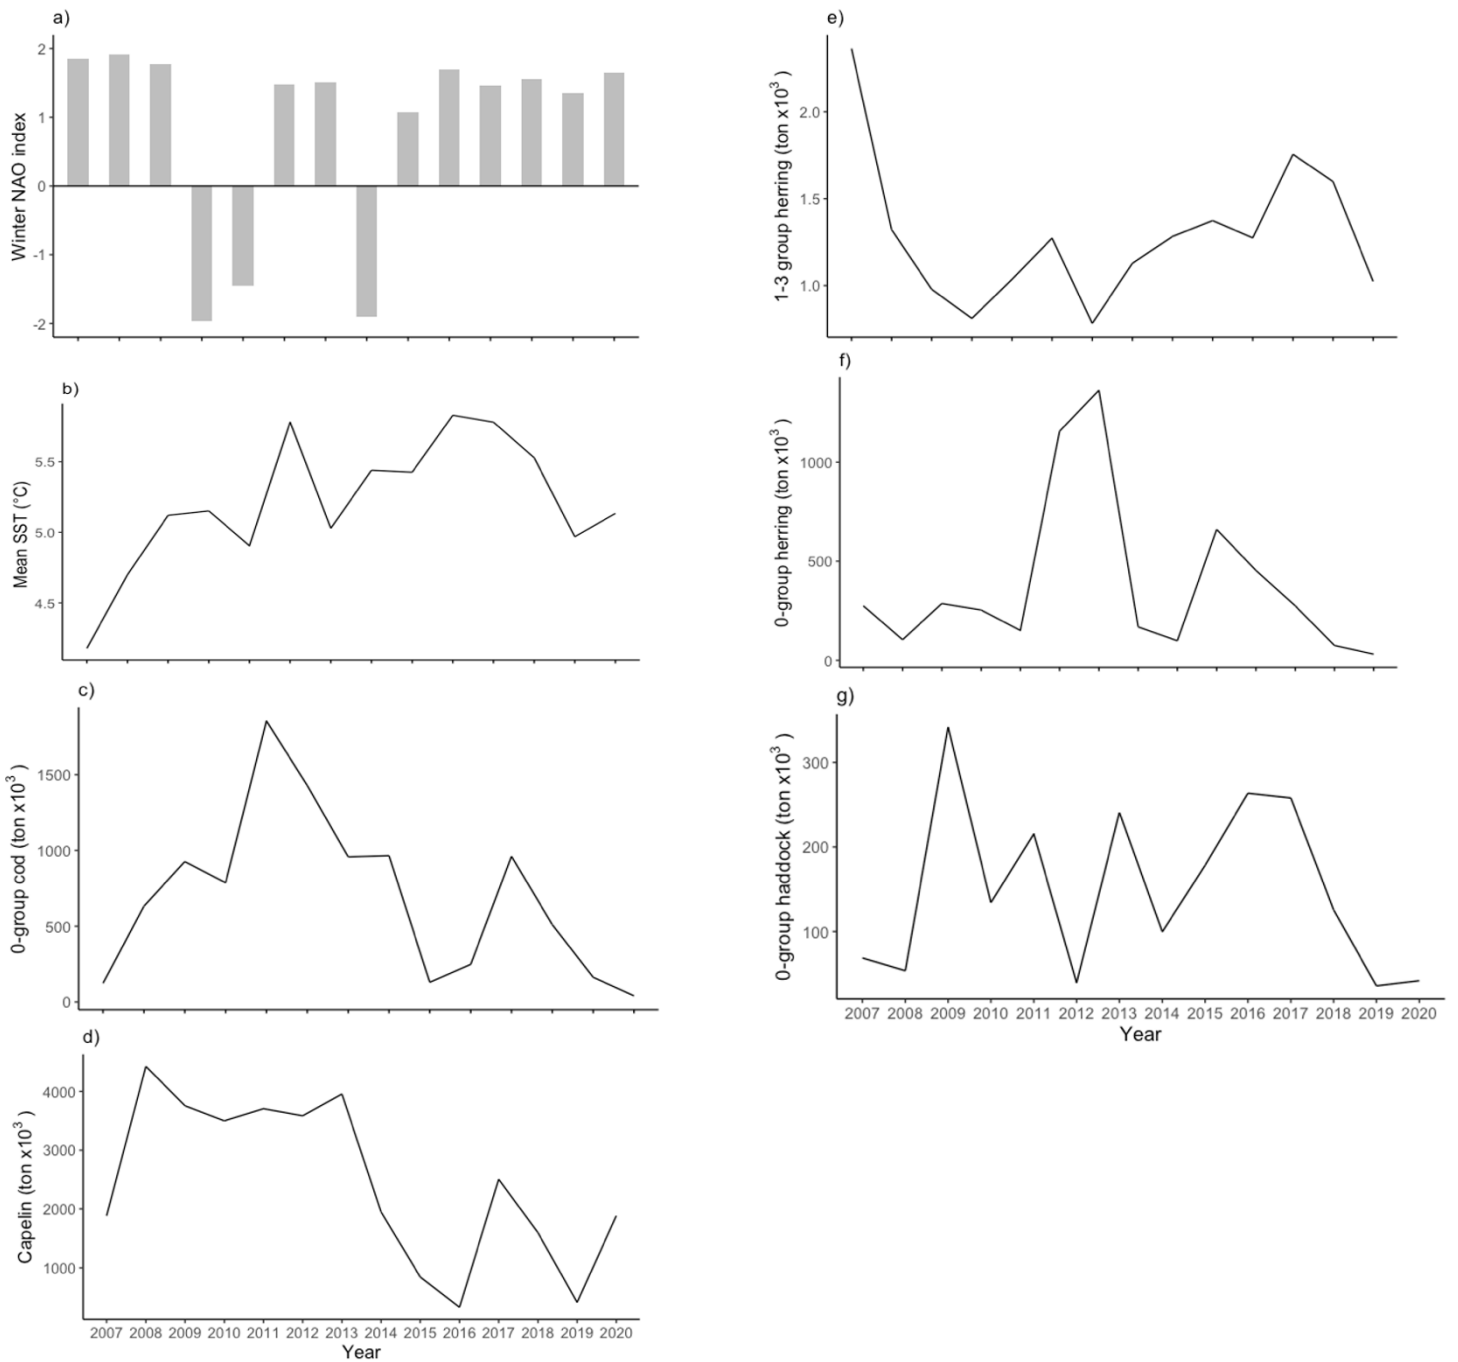 a)
Winter NAO index
2
1
0
-1
-2
b)
Mean SST (°C)
5.5
5.0
4.5
c)
0-group cod (ton x10³ )
1500
1000
500
0
d)
Capelin (ton x10³ )
4000
3000
2000
1000
2007 2008 2009 2010 2011 2012 2013 2014 2015 2016 2017 2018 2019 2020
Year
e)
1-3 group herring (ton x10³ )
2.0
1.5
1.0
f)
0-group herring (ton x10³ )
1000
500
0
g)
0-group haddock (ton x10³ )
300
200
100
2007 2008 2009 2010 2011 2012 2013 2014 2015 2016 2017 2018 2019 2020
Year